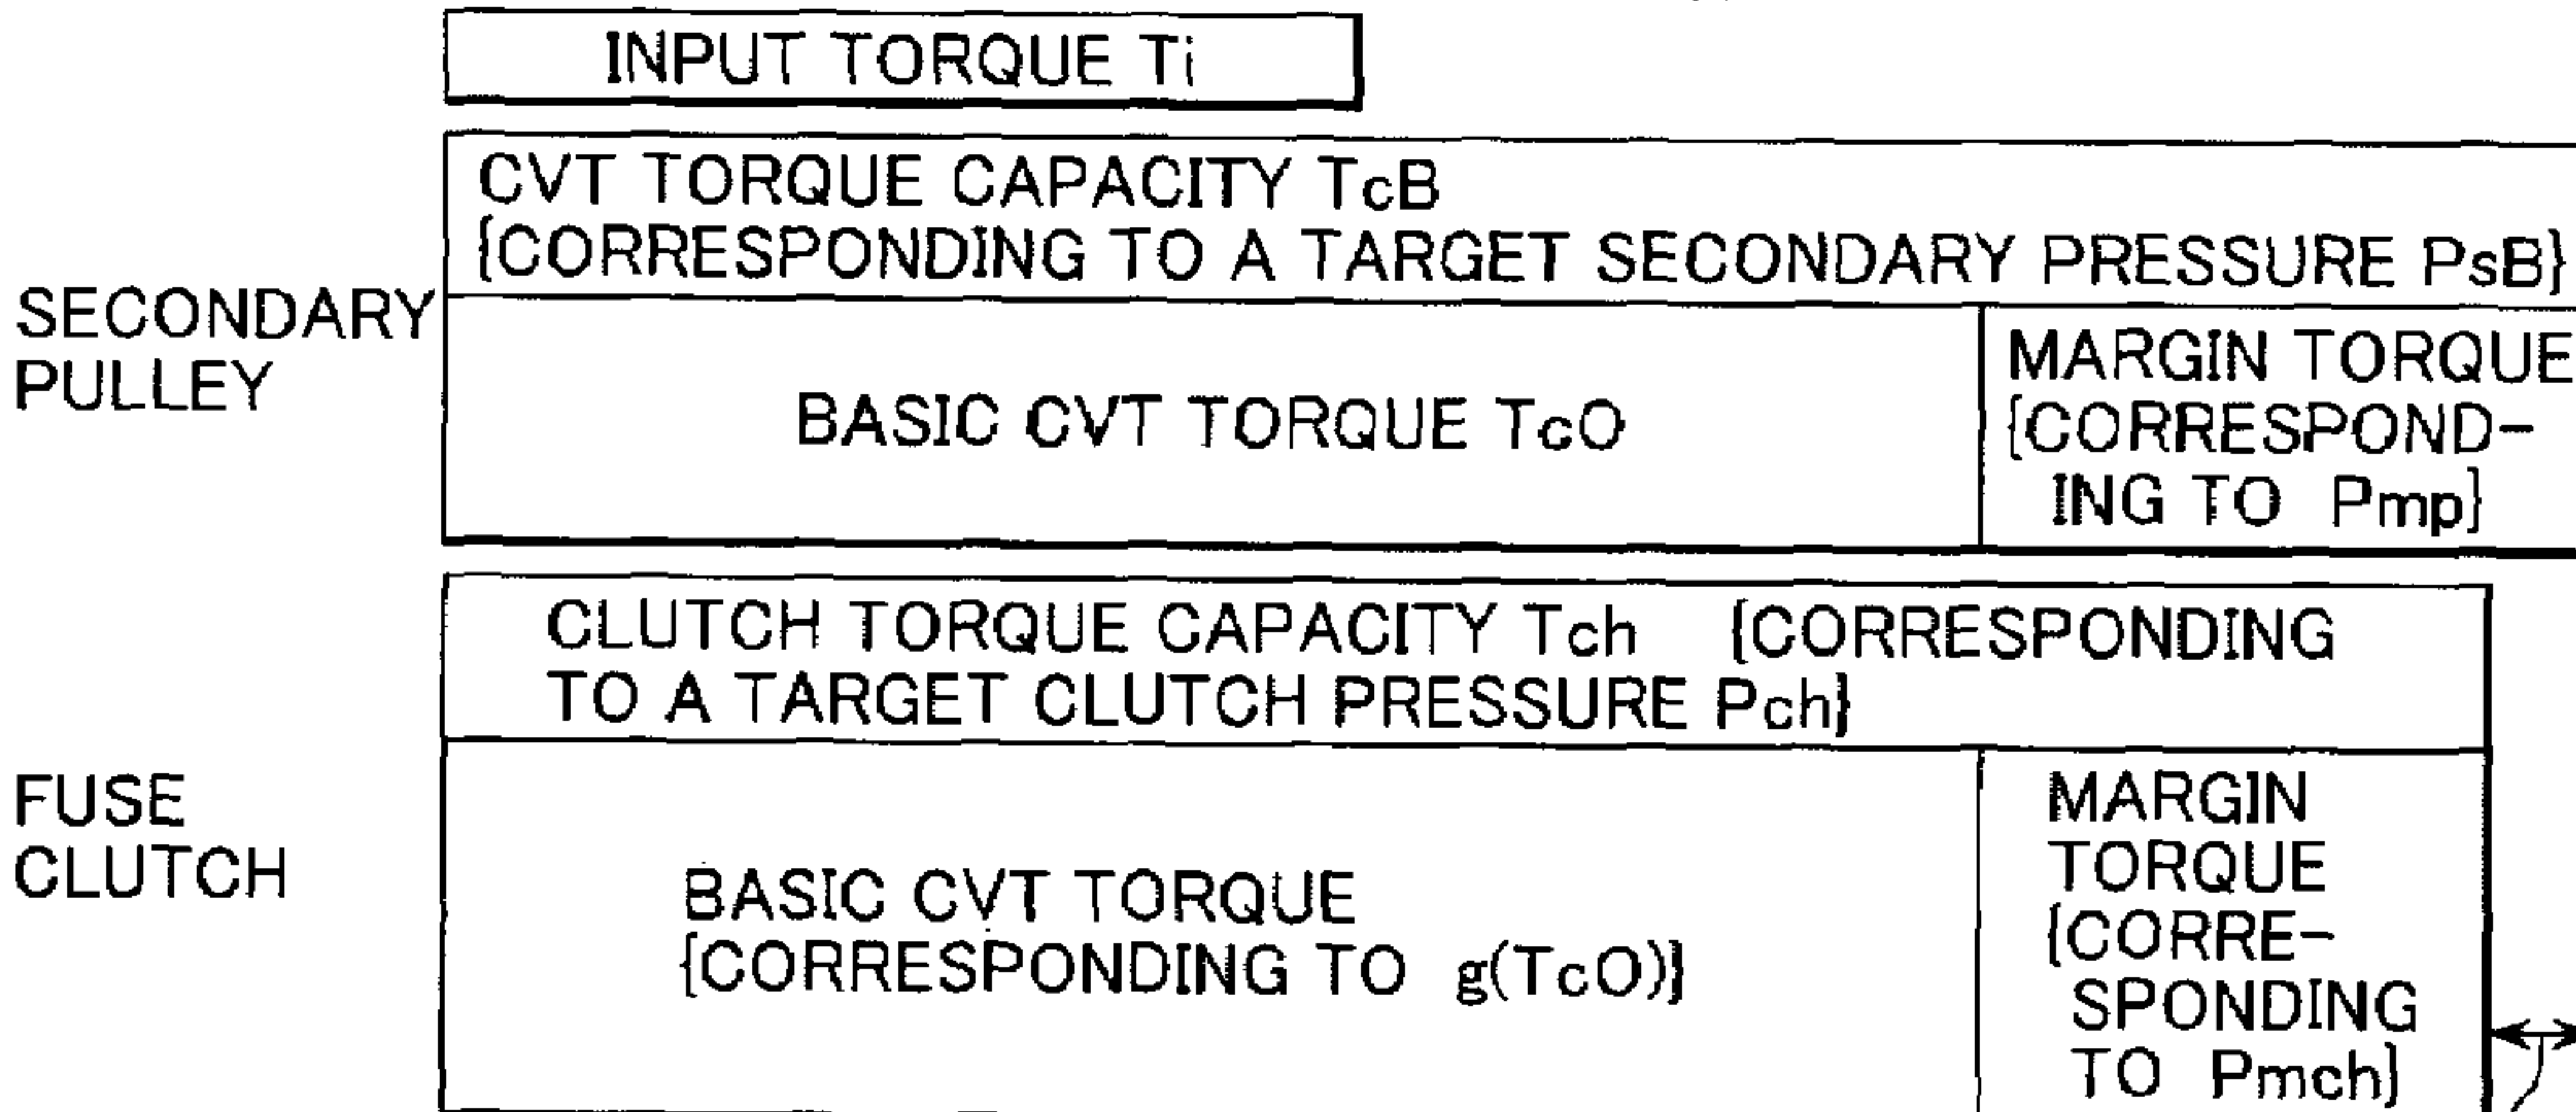 INPUT TORQUE Ti
CVT TORQUE CAPACITY TcB
{CORRESPONDING TO A TARGET SECONDARY PRESSURE PsB}
SECONDARY
PULLEY
BASIC CVT TORQUE TcO
MARGIN TORQUE
{CORRESPOND-
ING TO Pmp}
CLUTCH TORQUE CAPACITY Tch {CORRESPONDING
TO A TARGET CLUTCH PRESSURE Pch}
FUSE
CLUTCH
BASIC CVT TORQUE
{CORRESPONDING TO g(TcO)}
MARGIN
TORQUE
{CORRE-
SPONDING
TO Pmch}